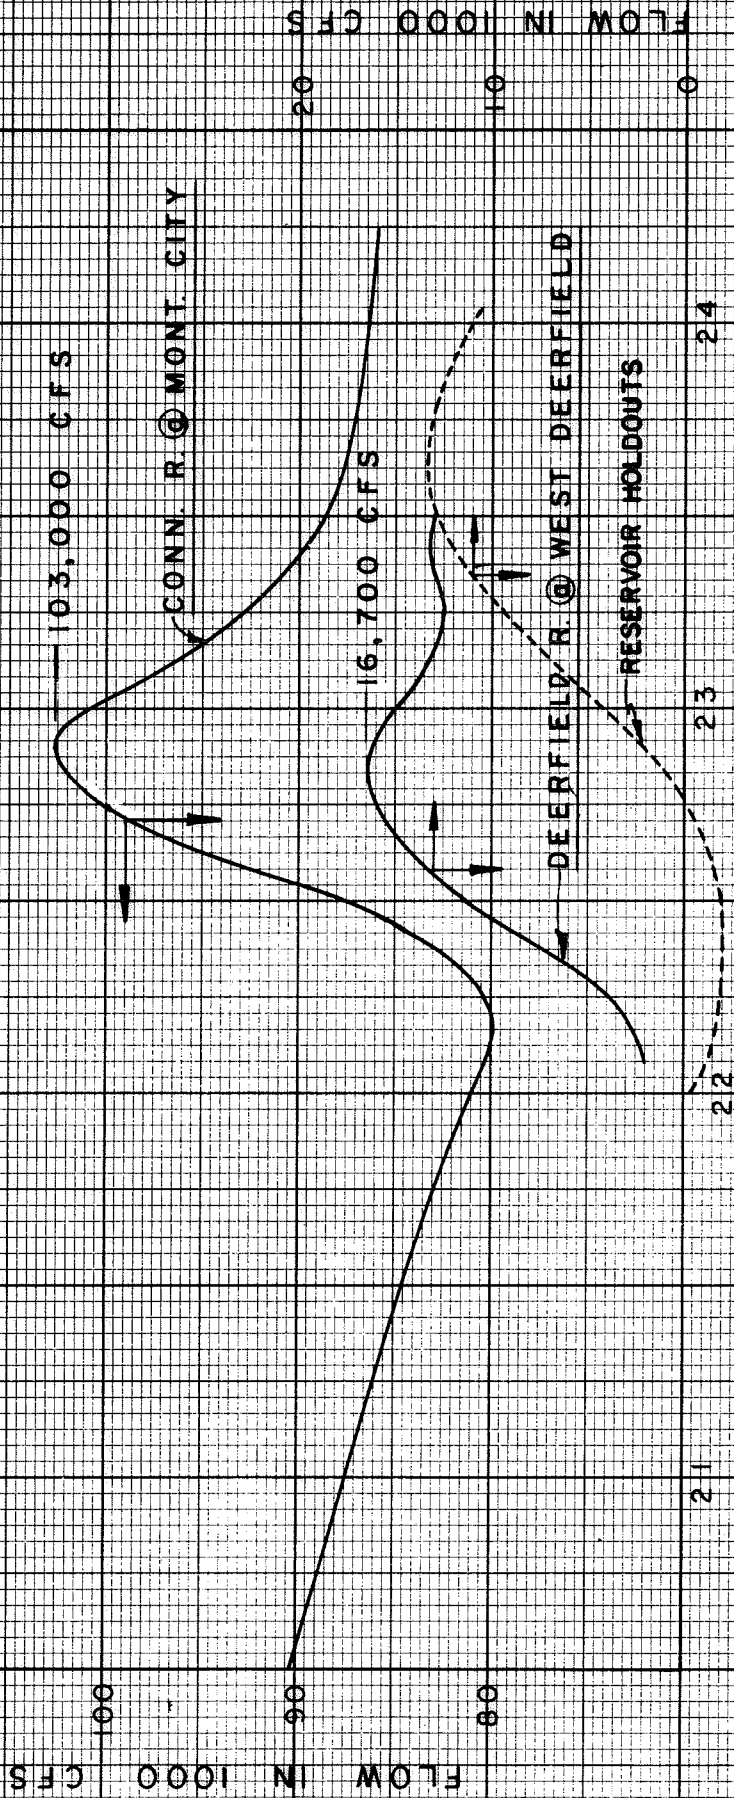 103,000 CFS
CONN. R. @ MONT. CITY
16,700 CFS
DEERFIELD R. @ WEST DEERFIELD
RESERVOIR HOLDOUTS
FLOW IN 1000 CFS
100
90
80
FLOW IN 1000 CFS
20
10
0
21
22
23
24